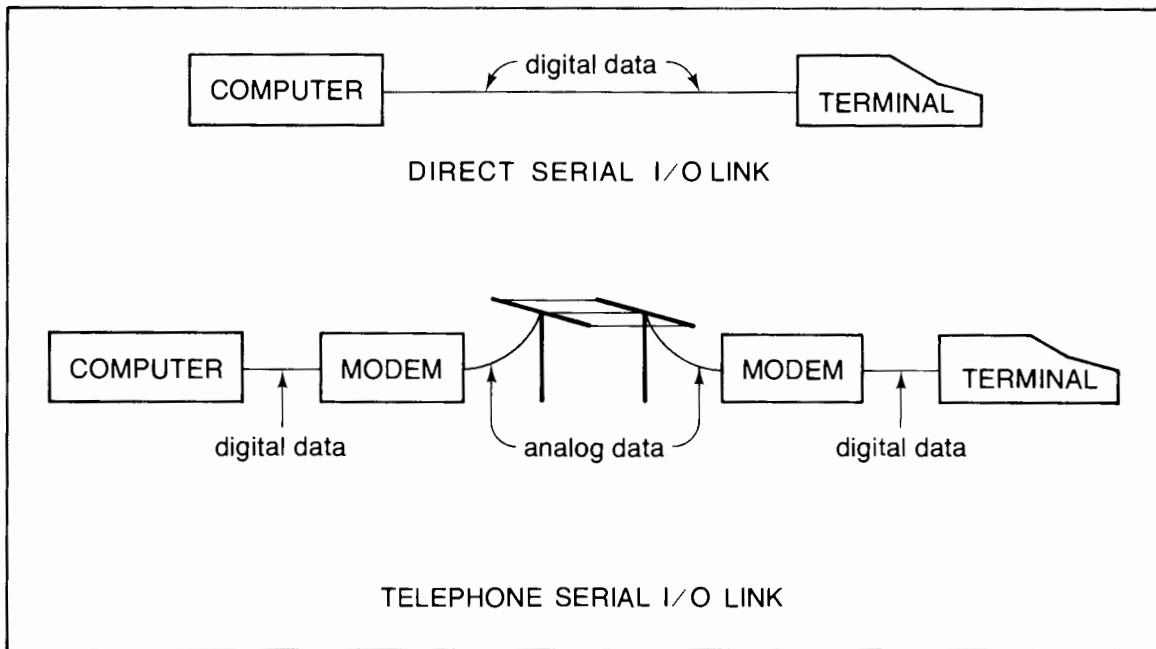 digital data
COMPUTER
TERMINAL
DIRECT SERIAL I/O LINK
COMPUTER
MODEM
MODEM
TERMINAL
digital data
analog data
digital data
TELEPHONE SERIAL I/O LINK